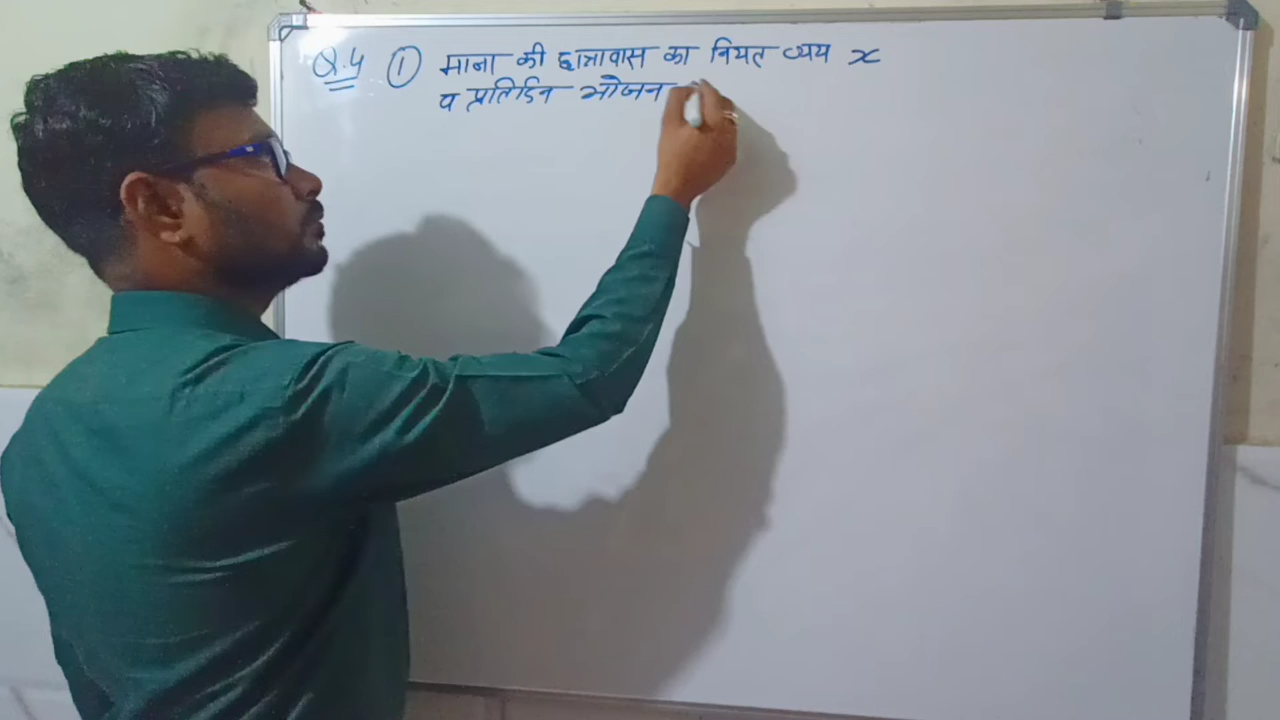 Q.4 ① माना की छात्रावास का नियत व्यय x
व प्रतिदिन भोजन